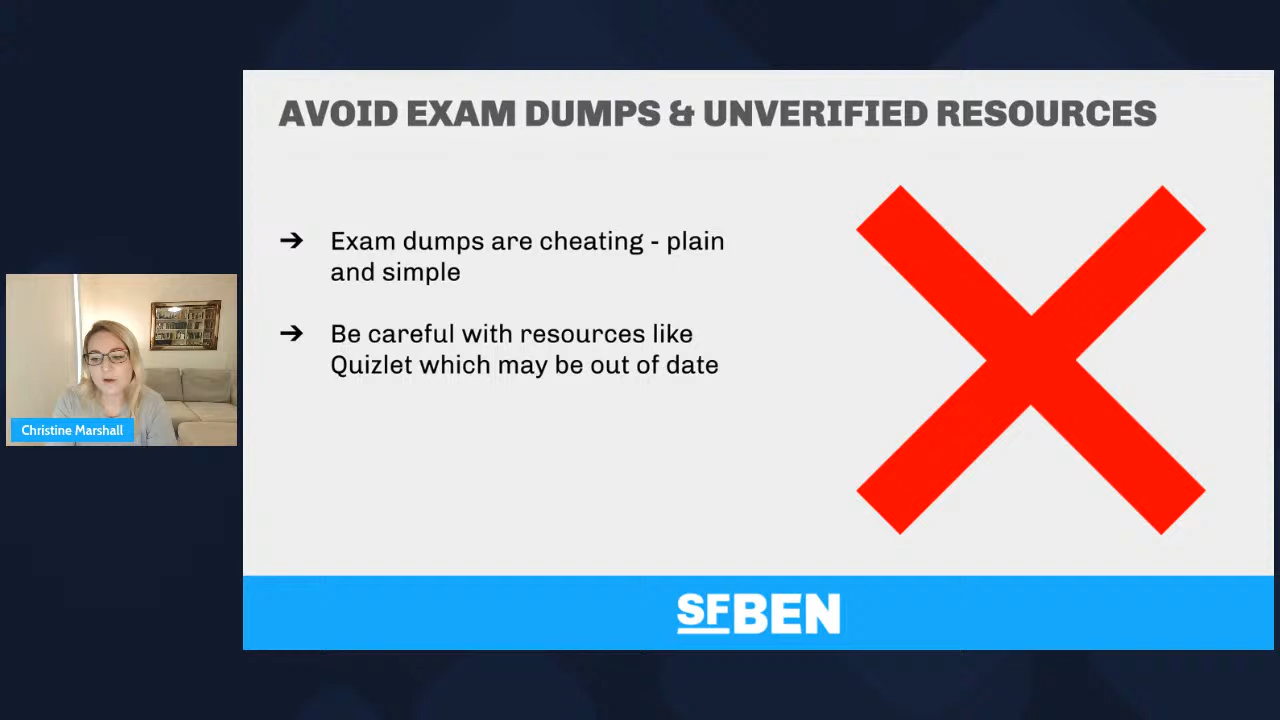 AVOID EXAM DUMPS & UNVERIFIED RESOURCES
➔ Exam dumps are cheating - plain
and simple
➔ Be careful with resources like
Quizlet which may be out of date
Christine Marshall
SFBEN